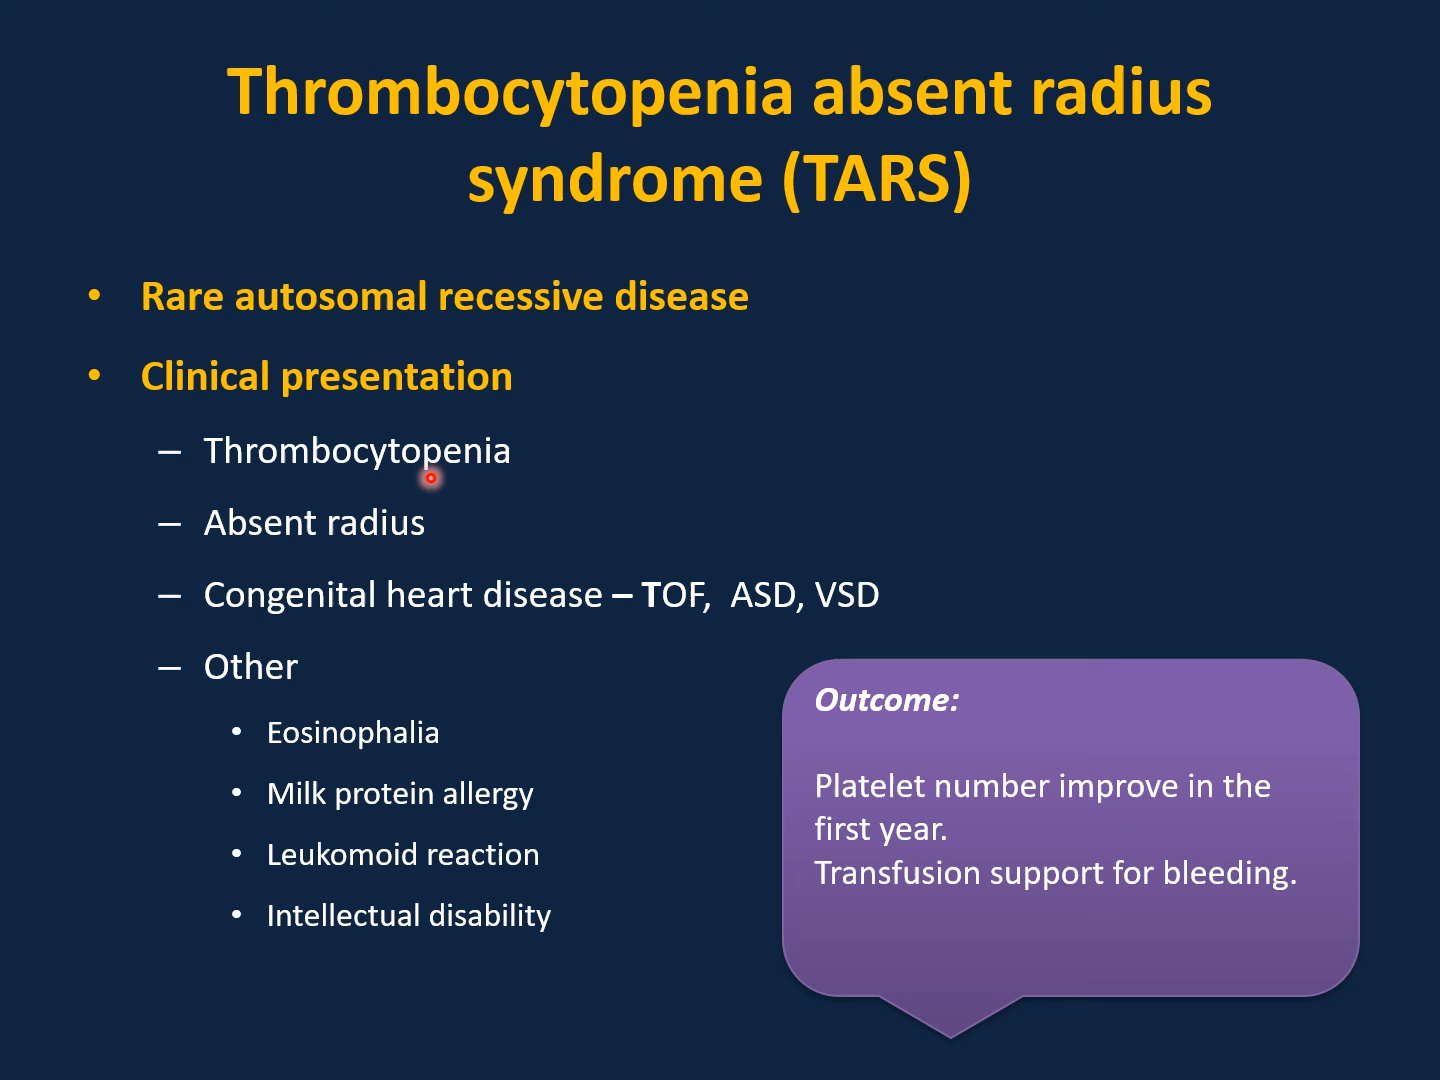 Thrombocytopenia absent radius
syndrome (TARS)
• Rare autosomal recessive disease
• Clinical presentation
– Thrombocytopenia
– Absent radius
– Congenital heart disease – TOF,  ASD, VSD
– Other
• Eosinophalia
• Milk protein allergy
• Leukomoid reaction
• Intellectual disability
Outcome:
Platelet number improve in the
first year.
Transfusion support for bleeding.